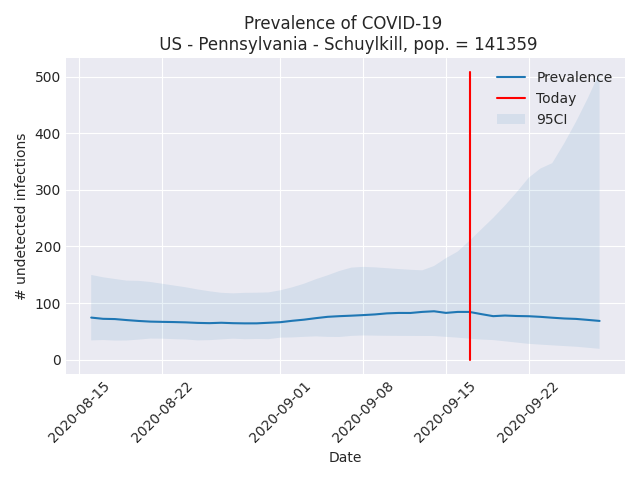 Prevalence of COVID-19
US - Pennsylvania - Schuylkill, pop. = 141359
500
400
300
200
100
0
# undetected infections
Prevalence
Today
95CI
2020-08-15
2020-08-22
2020-09-01
2020-09-08
2020-09-15
2020-09-22
Date